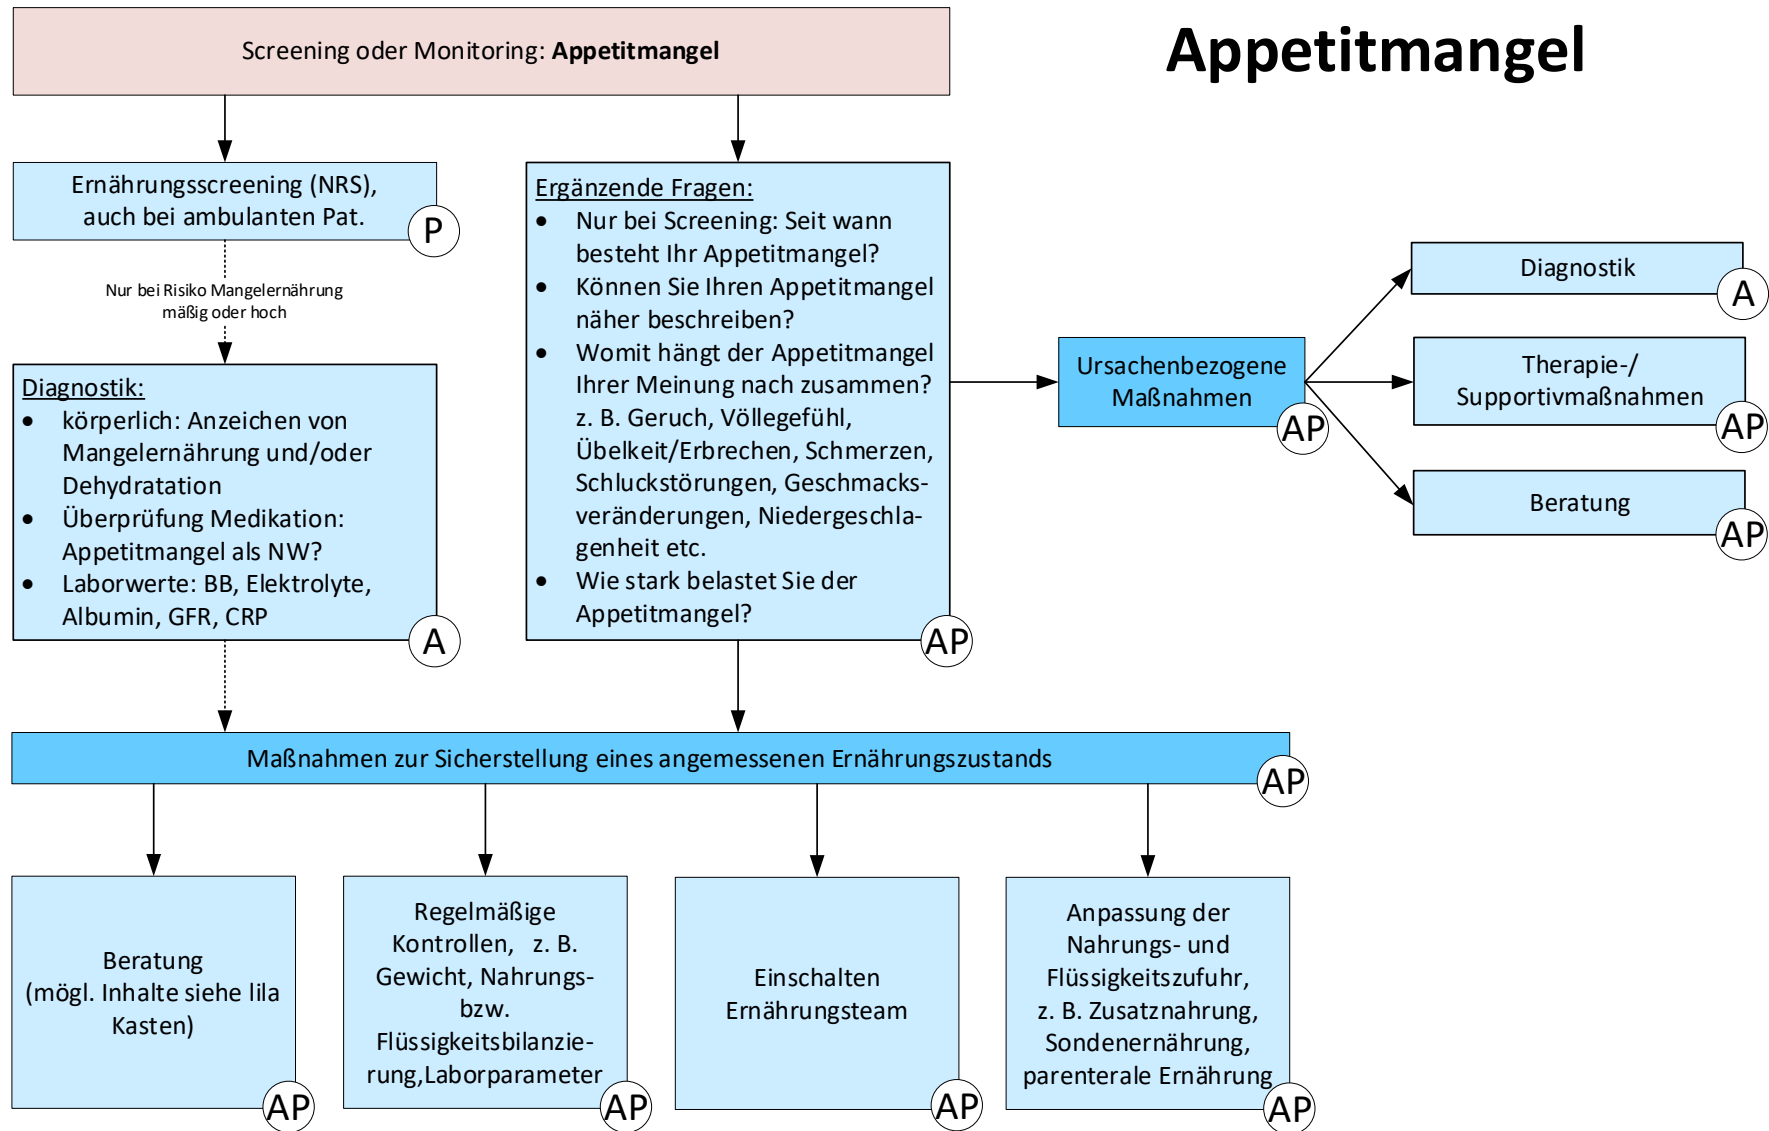 Appetitmangel
Screening oder Monitoring: Appetitmangel
Ernährungsscreening (NRS),
auch bei ambulanten Pat.
P
Nur bei Risiko Mangelernährung
mäßig oder hoch
Diagnostik:
• körperlich: Anzeichen von
Mangelernährung und/oder
Dehydratation
• Überprüfung Medikation:
Appetitmangel als NW?
• Laborwerte: BB, Elektrolyte,
Albumin, GFR, CRP
A
Ergänzende Fragen:
• Nur bei Screening: Seit wann
besteht Ihr Appetitmangel?
• Können Sie Ihren Appetitmangel
näher beschreiben?
• Womit hängt der Appetitmangel
Ihrer Meinung nach zusammen?
z. B. Geruch, Völlegefühl,
Übelkeit/Erbrechen, Schmerzen,
Schluckstörungen, Geschmacks-
veränderungen, Niedergeschla-
genheit etc.
• Wie stark belastet Sie der
Appetitmangel?
AP
Ursachenbezogene
Maßnahmen
AP
Diagnostik
A
Therapie-/
Supportivmaßnahmen
AP
Beratung
AP
Maßnahmen zur Sicherstellung eines angemessenen Ernährungszustands
AP
Beratung
(mögl. Inhalte siehe lila
Kasten)
AP
Regelmäßige
Kontrollen, z. B.
Gewicht, Nahrungs-
bzw.
Flüssigkeitsbilanzie-
rung,Laborparameter
AP
Einschalten
Ernährungsteam
AP
Anpassung der
Nahrungs- und
Flüssigkeitszufuhr,
z. B. Zusatznahrung,
Sondenernährung,
parenterale Ernährung
AP